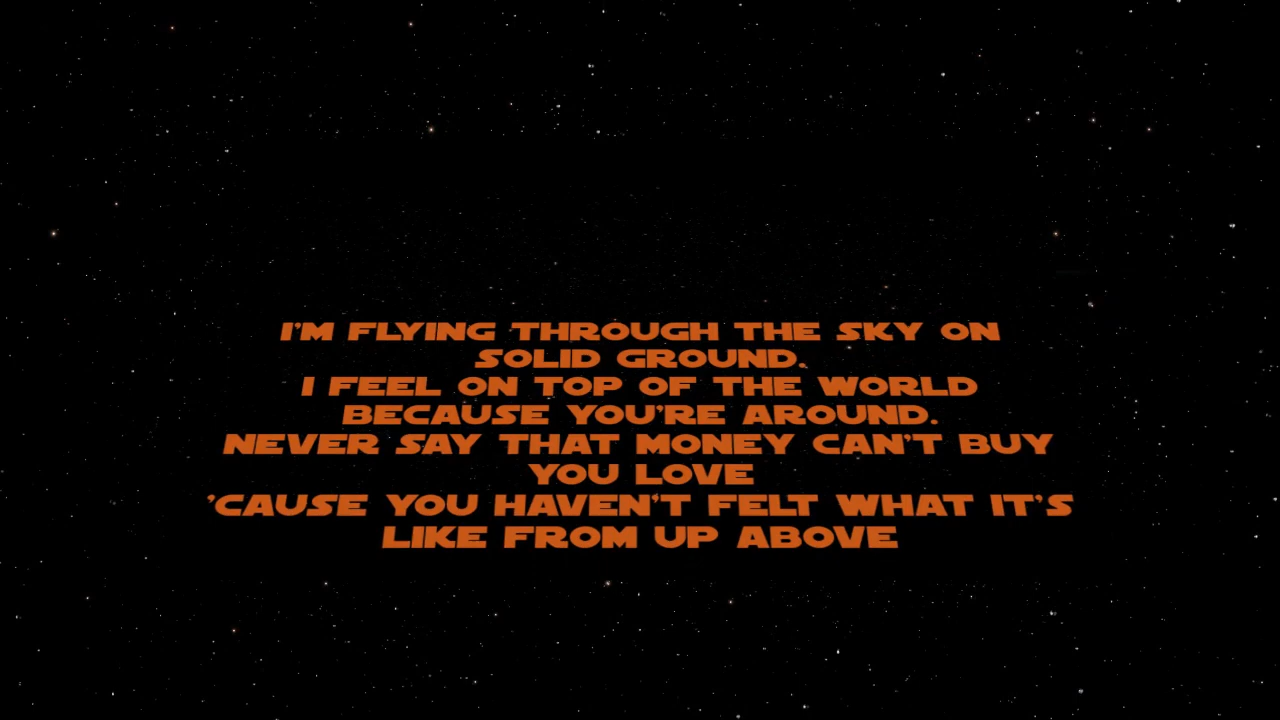 I'M FLYING THROUGH THE SKY ON
SOLID GROUND.
I FEEL ON TOP OF THE WORLD
BECAUSE YOU'RE AROUND.
NEVER SAY THAT MONEY CAN'T BUY
YOU LOVE
'CAUSE YOU HAVEN'T FELT WHAT IT'S
LIKE FROM UP ABOVE